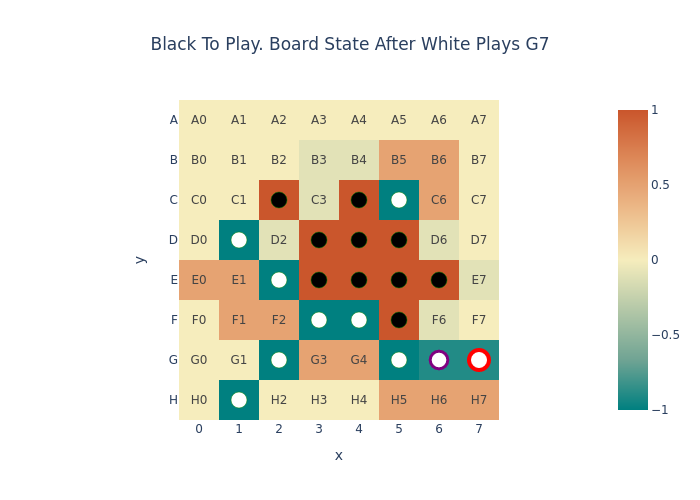 Black To Play. Board State After White Plays G7
A A0 A1 A2 A3 A4 A5 A6 A7
B B0 B1 B2 B3 B4 B5 B6 B7
C C0 C1 C3 C6 C7
D D0 D2 D6 D7
E E0 E1 E7
F F0 F1 F2 F6 F7
G G0 G1 G3 G4
H H0 H2 H3 H4 H5 H6 H7
0 1 2 3 4 5 6 7
x
y
1
0.5
0
−0.5
−1